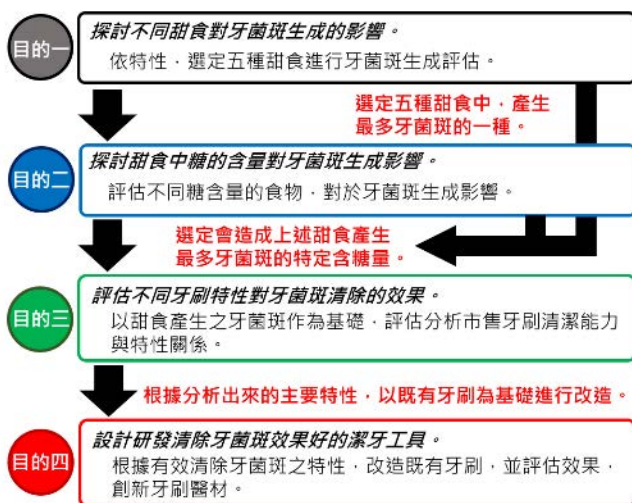 目的一
探討不同甜食對牙菌斑生成的影響。
依特性，選定五種甜食進行牙菌斑生成評估。
選定五種甜食中，產生
最多牙菌斑的一種。
目的二
探討甜食中糖的含量對牙菌斑生成影響。
評估不同糖含量的食物，對於牙菌斑生成影響。
選定會造成上述甜食產生
最多牙菌斑的特定含糖量。
目的三
評估不同牙刷特性對牙菌斑清除的效果。
以甜食產生之牙菌斑作為基礎，評估分析市售牙刷清潔能力
與特性關係。
根據分析出來的主要特性，以既有牙刷為基礎進行改造。
目的四
設計研發清除牙菌斑效果好的潔牙工具。
根據有效清除牙菌斑之特性，改造既有牙刷，並評估效果，
創新牙刷醫材。